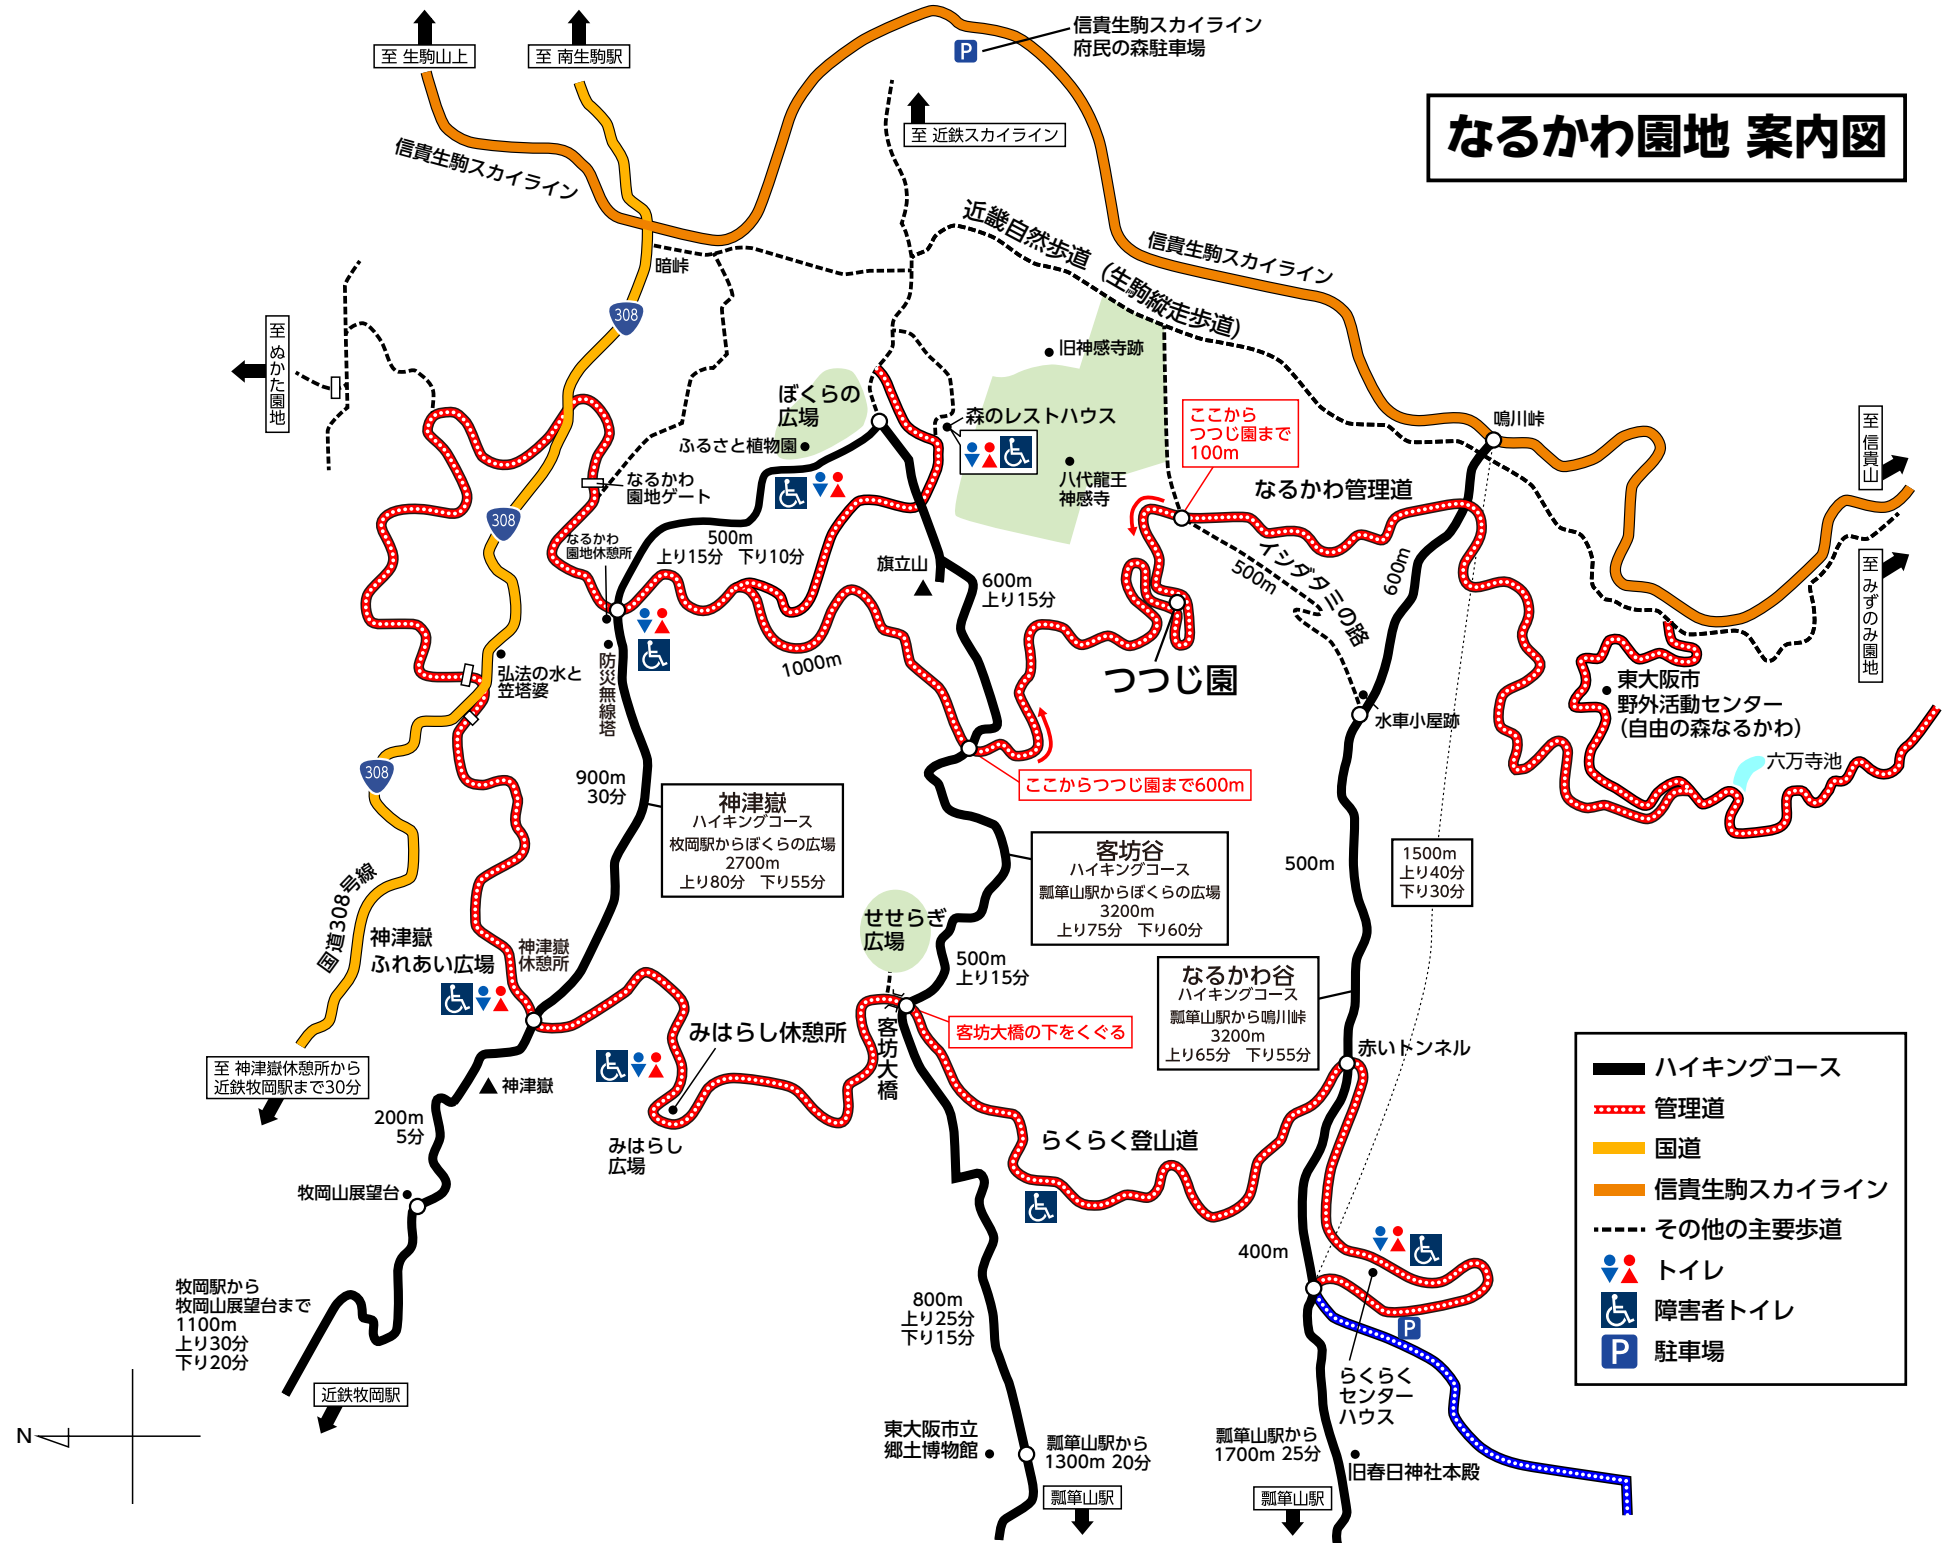 なるかわ園地 案内図
至 生駒山上
至 南生駒駅
信貴生駒スカイライン
府民の森駐車場
P
至 近鉄スカイライン
信貴生駒スカイライン
近畿自然歩道（生駒縦走歩道）
信貴生駒スカイライン
暗峠
308
至 ぬかた園地
ぼくらの
広場
ふるさと植物園
旧神感寺跡
森のレストハウス
八代龍王
神感寺
ここから
つつじ園まで
100m
鳴川峠
至 信貴山
至 みずのみ園地
なるかわ
園地ゲート
なるかわ管理道
308
なるかわ
園地休憩所
500m
上り15分 下り10分
旗立山
600m
上り15分
イシダタミの路
500m
600m
弘法の水と
笠塔婆
防災無線塔
1000m
つつじ園
水車小屋跡
東大阪市
野外活動センター
（自由の森なるかわ）
六万寺池
308
900m
30分
ここからつつじ園まで600m
神津嶽
ハイキングコース
枚岡駅からぼくらの広場
2700m
上り80分 下り55分
客坊谷
ハイキングコース
瓢箪山駅からぼくらの広場
3200m
上り75分 下り60分
500m
1500m
上り40分
下り30分
国道308号線
神津嶽
ふれあい広場
神津嶽
休憩所
せせらぎ
広場
500m
上り15分
なるかわ谷
ハイキングコース
瓢箪山駅から鳴川峠
3200m
上り65分 下り55分
みはらし休憩所
客坊大橋
客坊大橋の下をくぐる
赤いトンネル
至 神津嶽休憩所から
近鉄枚岡駅まで30分
神津嶽
200m
5分
みはらし
広場
らくらく登山道
枚岡山展望台
400m
枚岡駅から
枚岡山展望台まで
1100m
上り30分
下り20分
800m
上り25分
下り15分
P
らくらく
センター
ハウス
近鉄枚岡駅
N
東大阪市立
郷土博物館
瓢箪山駅から
1300m 20分
瓢箪山駅
瓢箪山駅から
1700m 25分
旧春日神社本殿
瓢箪山駅
ハイキングコース
管理道
国道
信貴生駒スカイライン
その他の主要歩道
トイレ
障害者トイレ
P 駐車場